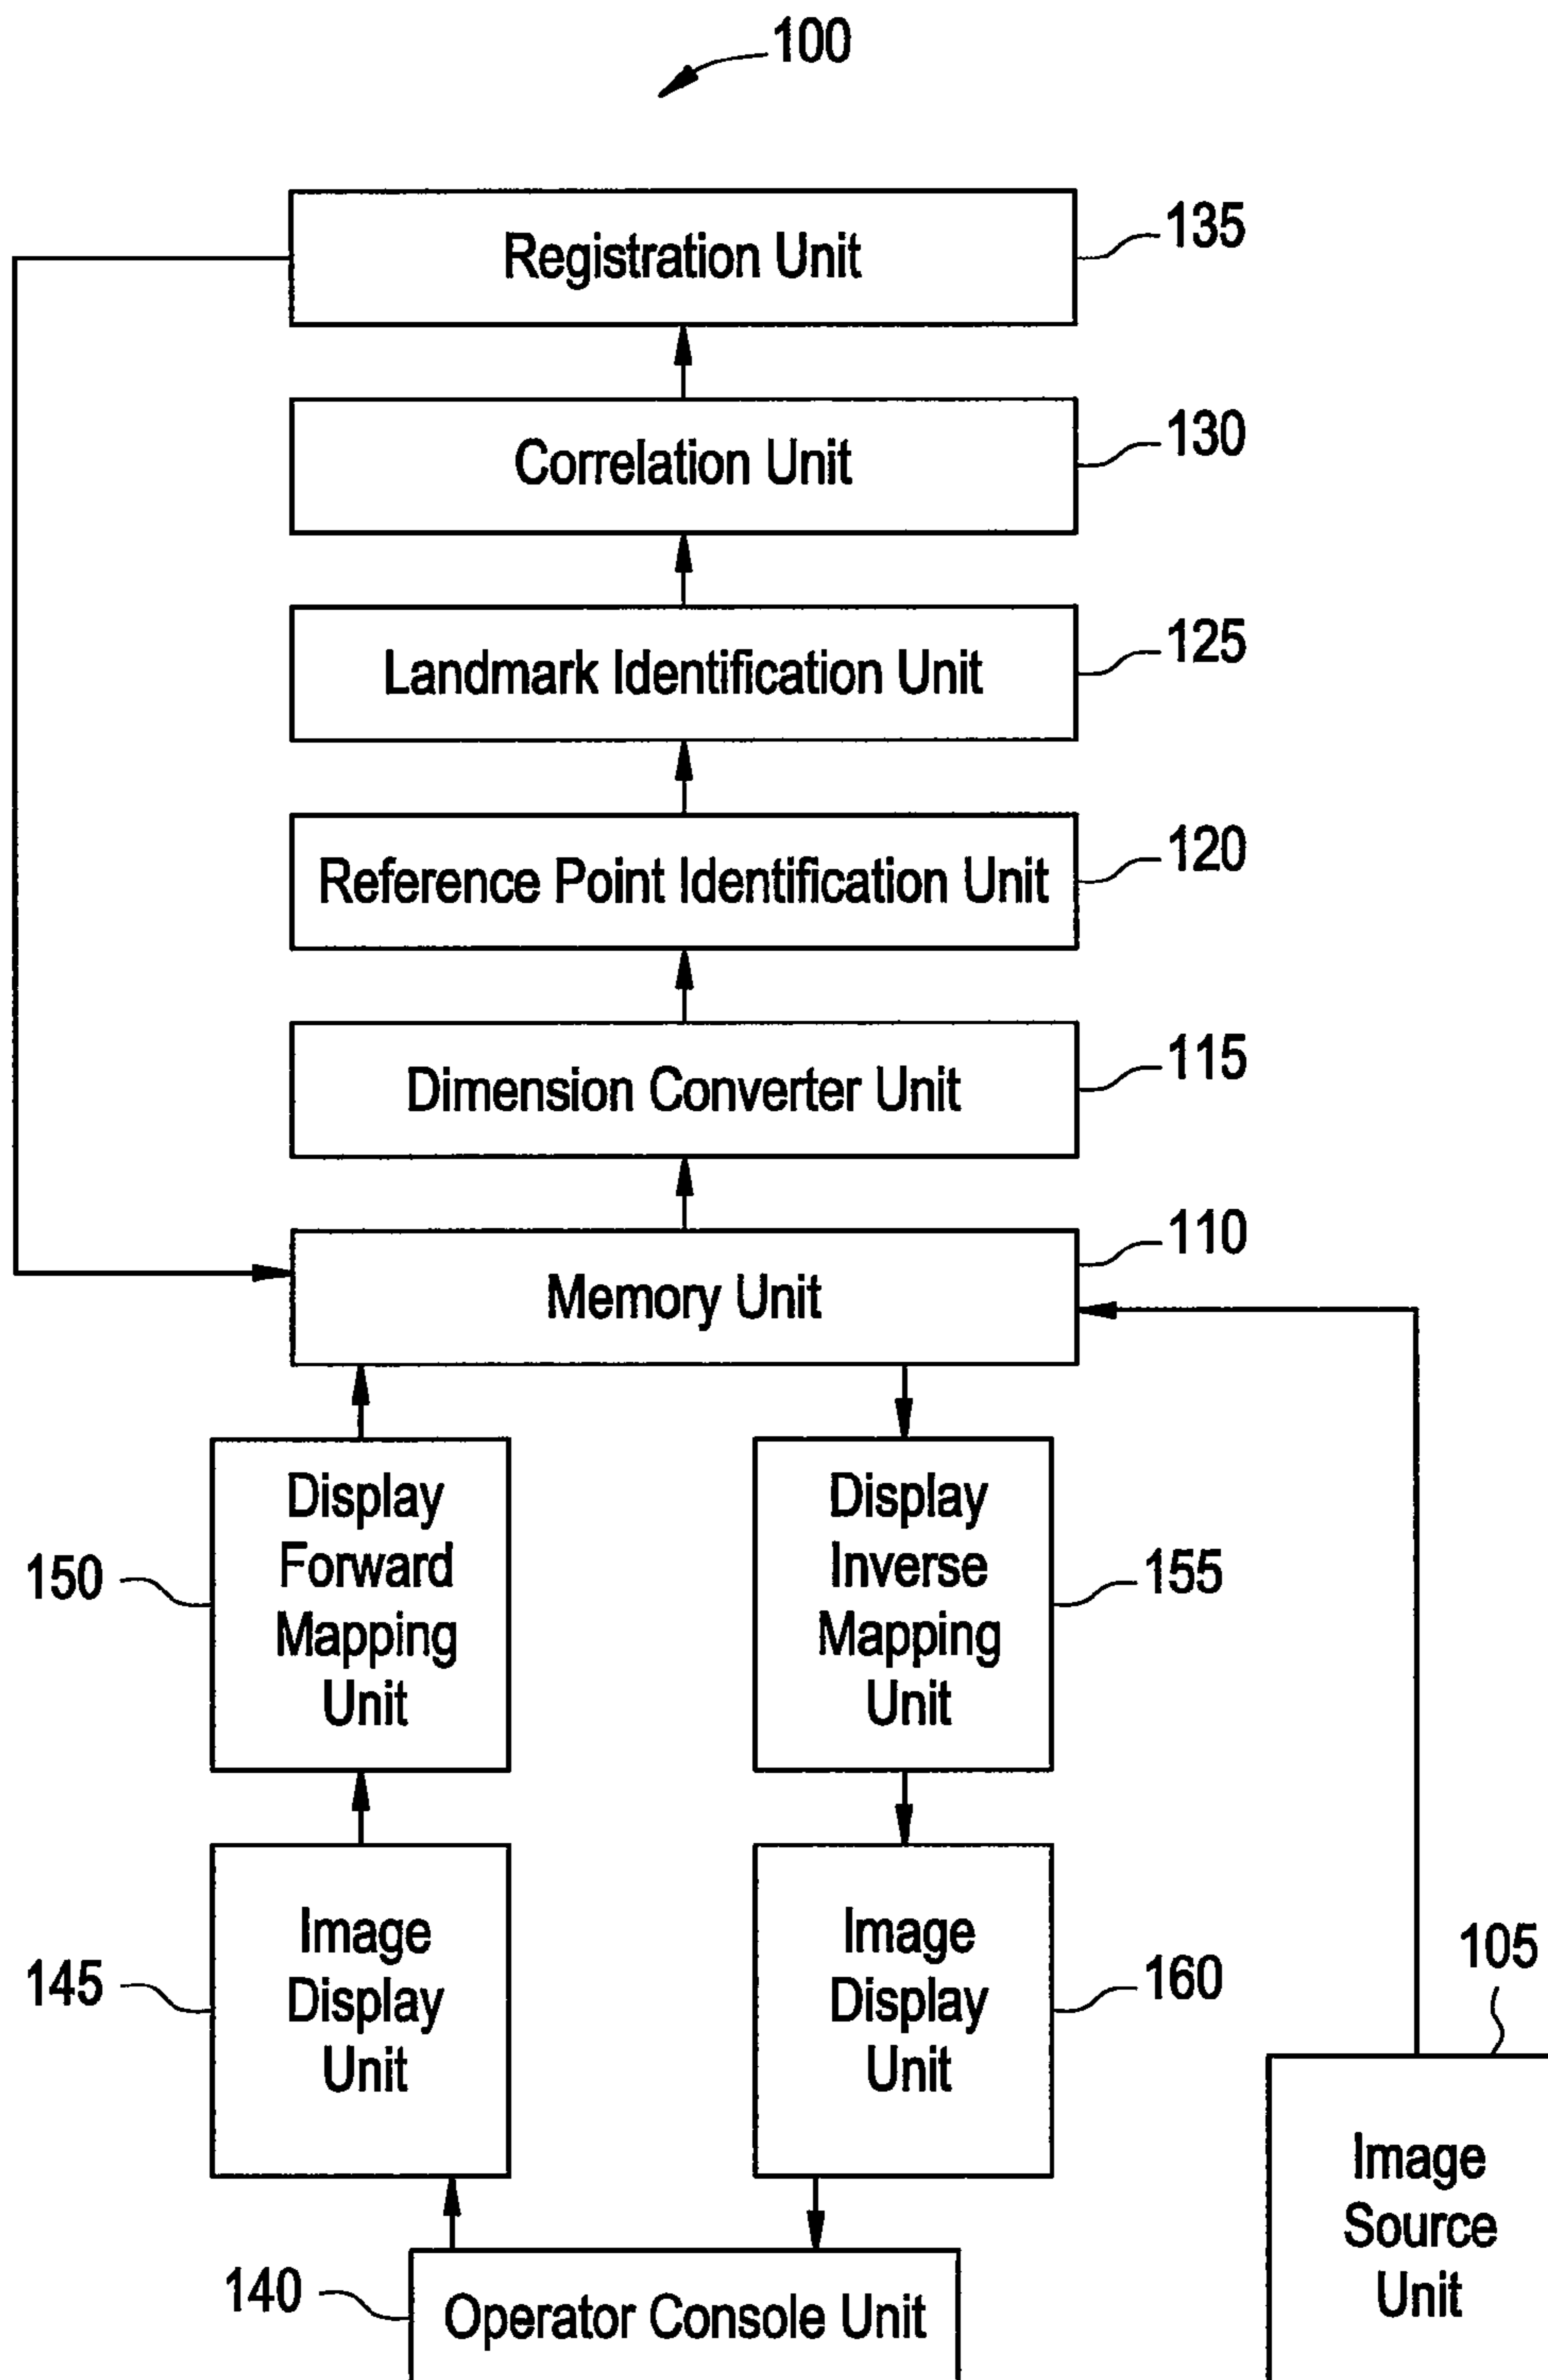 100
Registration Unit
135
Correlation Unit
130
Landmark Identification Unit
125
Reference Point Identification Unit
120
Dimension Converter Unit
115
Memory Unit
110
Display
Forward
Mapping
Unit
150
Display
Inverse
Mapping
Unit
155
Image
Display
Unit
145
Image
Display
Unit
160
105
Image
Source
Unit
140
Operator Console Unit